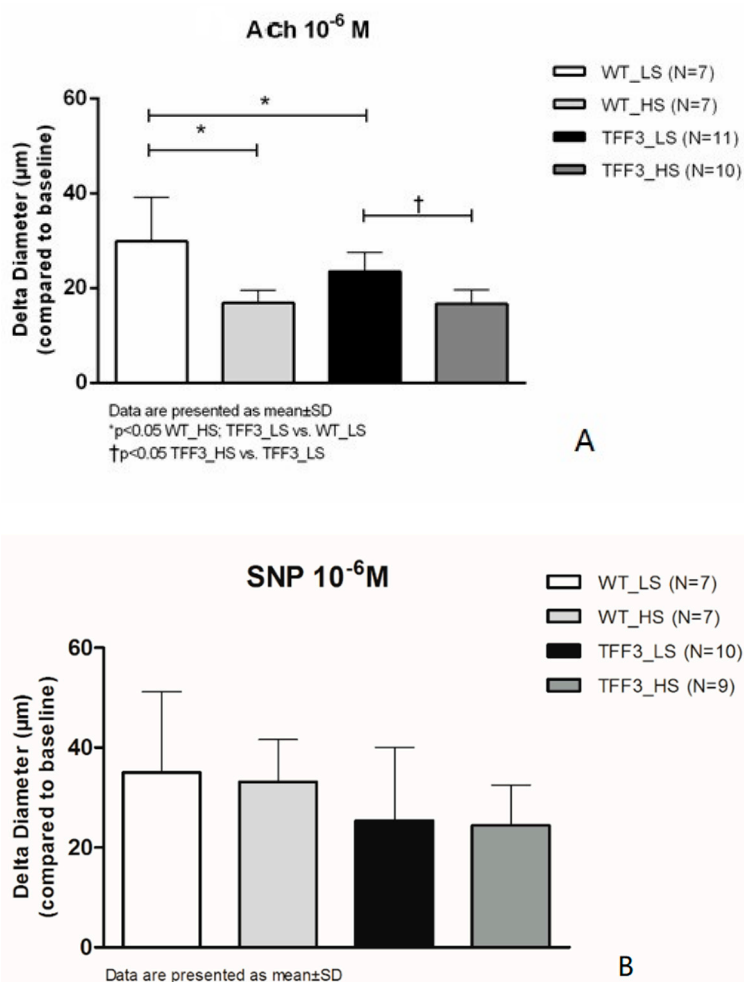 ACh 10-6 M
WT_LS (N=7)
WT_HS (N=7)
TFF3_LS (N=11)
TFF3_HS (N=10)
Delta Diameter (µm)
(compared to baseline)
60
40
20
0
*
*
†
Data are presented as mean±SD
*p<0.05 WT_HS; TFF3_LS vs. WT_LS
†p<0.05 TFF3_HS vs. TFF3_LS
A
SNP 10-6M
WT_LS (N=7)
WT_HS (N=7)
TFF3_LS (N=10)
TFF3_HS (N=9)
Delta Diameter (µm)
(compared to baseline)
60
40
20
0
Data are presented as mean±SD
B